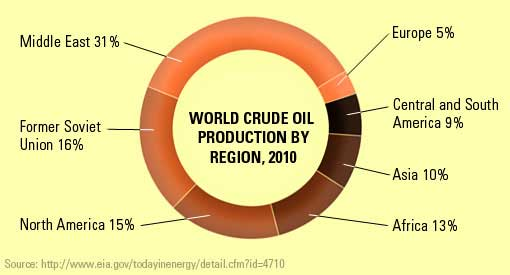 Middle East 31%
Europe 5%
WORLD CRUDE OIL
PRODUCTION BY
REGION, 2010
Central and South
America 9%
Former Soviet
Union 16%
Asia 10%
North America 15%
Africa 13%
Source: http://www.eia.gov/todayinenergy/detail.cfm?id=4710